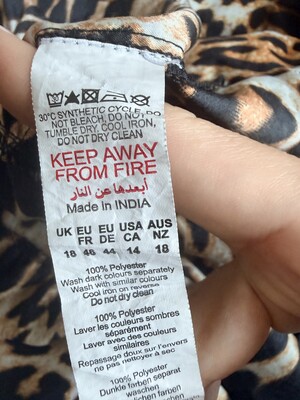 30°C SYNTHETIC CYCLE, DO
NOT BLEACH, DO NOT
TUMBLE DRY, COOL IRON,
DO NOT DRY CLEAN
KEEP AWAY
FROM FIRE
أبعدها عن النار
Made In INDIA
UK EU EU USA AUS
FR DE CA NZ
18 46 44 14 18
100% Polyester
Wash dark colours separately
Wash with similar colours
Cool iron on reverse
Do not dry clean
100% Polyester
Laver les couleurs sombres
séparément
Laver avec des couleurs
similaires
Repassage doux sur l'envers
ne pas nettoyer à sec
100% Polyester
Dunkle farben separat
waschen